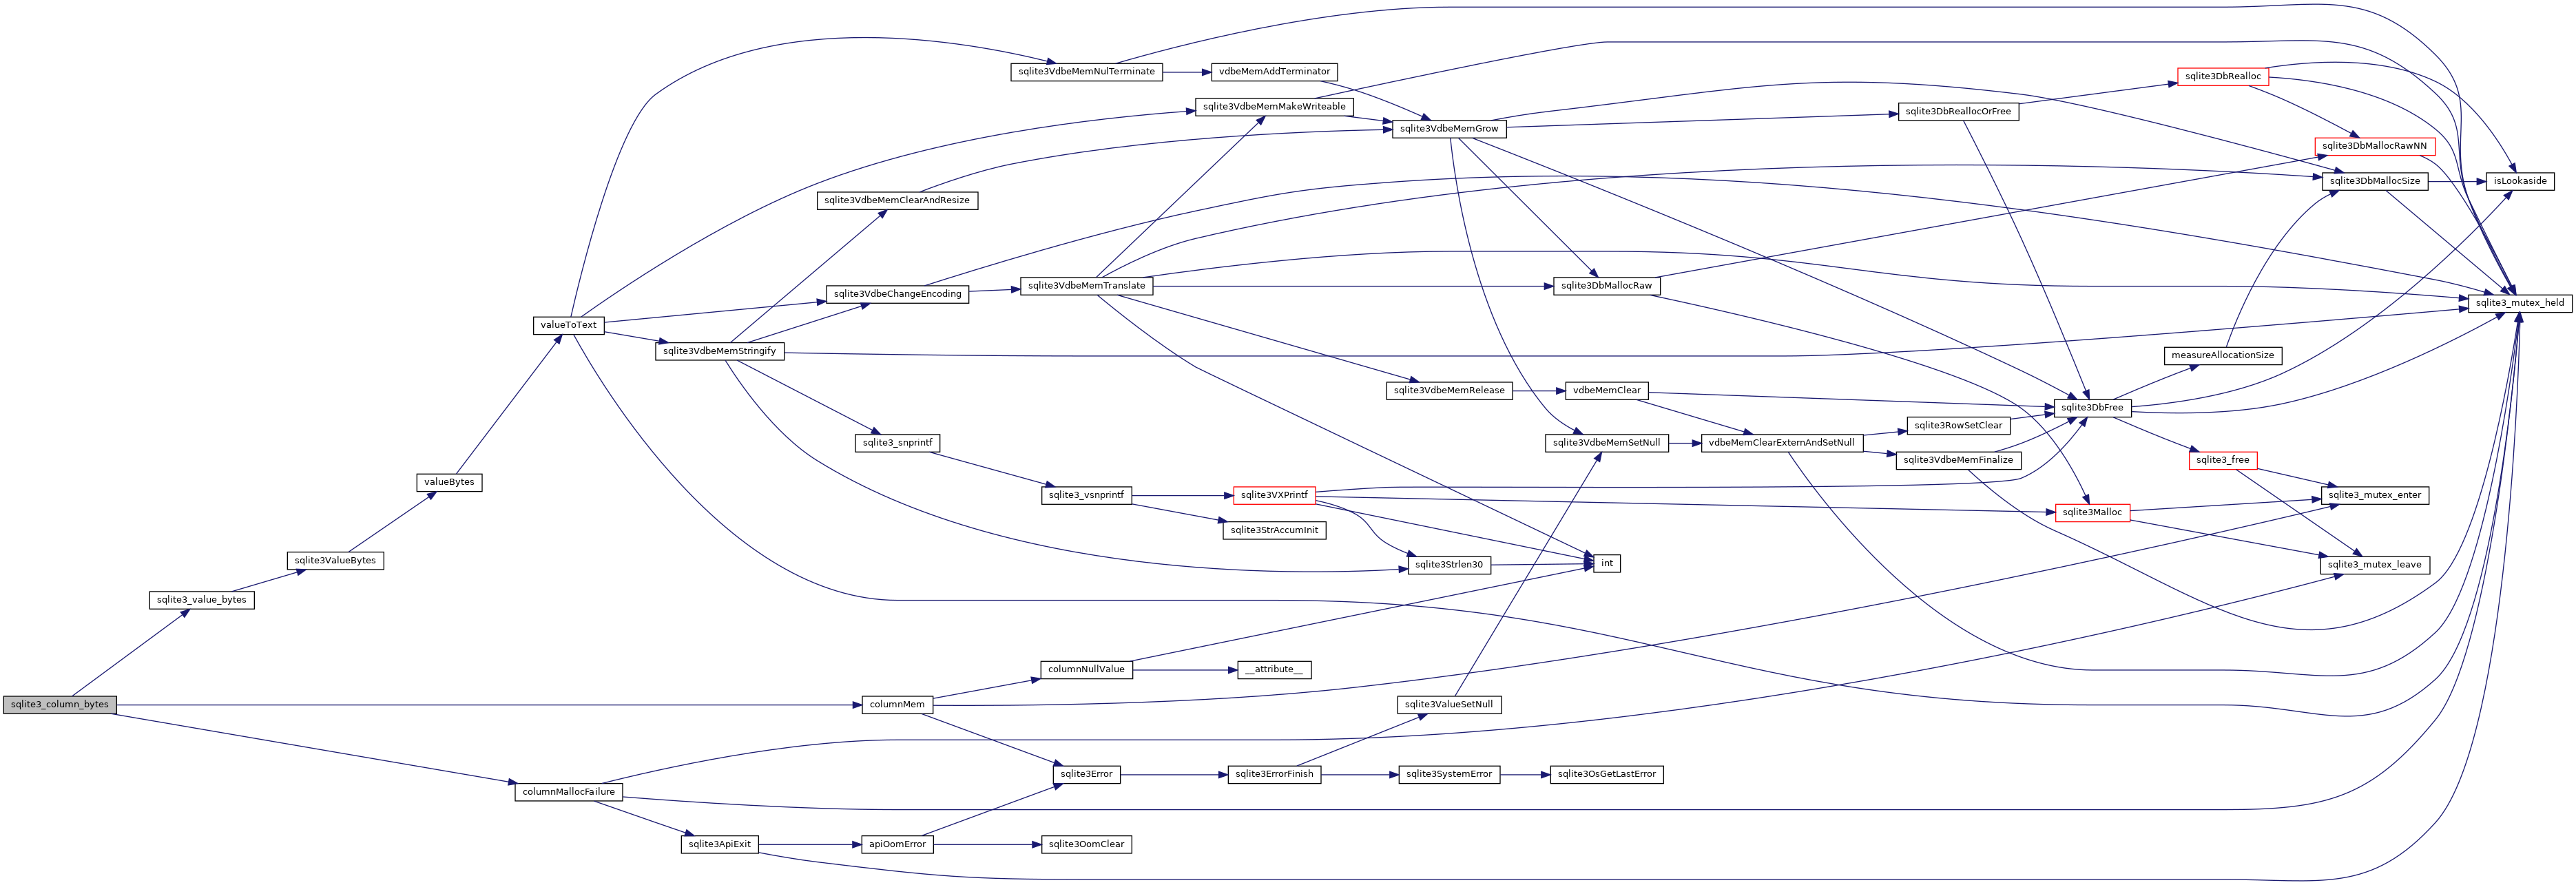 sqlite3_column_bytes
sqlite3_value_bytes
sqlite3ValueBytes
valueBytes
valueToText
sqlite3VdbeMemNulTerminate
vdbeMemAddTerminator
sqlite3VdbeMemMakeWriteable
sqlite3VdbeMemGrow
sqlite3DbReallocOrFree
sqlite3DbRealloc
sqlite3DbMallocRawNN
sqlite3DbMallocSize
isLookaside
sqlite3VdbeMemClearAndResize
sqlite3VdbeChangeEncoding
sqlite3VdbeMemTranslate
sqlite3DbMallocRaw
sqlite3_mutex_held
sqlite3VdbeMemStringify
measureAllocationSize
sqlite3VdbeMemRelease
vdbeMemClear
sqlite3DbFree
sqlite3RowSetClear
sqlite3_snprintf
sqlite3VdbeMemSetNull
vdbeMemClearExternAndSetNull
sqlite3VdbeMemFinalize
sqlite3_free
sqlite3_vsnprintf
sqlite3VXPrintf
sqlite3_mutex_enter
sqlite3Malloc
sqlite3StrAccumInit
sqlite3Strlen30
int
sqlite3_mutex_leave
columnNullValue
__attribute__
columnMem
sqlite3ValueSetNull
sqlite3Error
sqlite3ErrorFinish
sqlite3SystemError
sqlite3OsGetLastError
columnMallocFailure
sqlite3ApiExit
apiOomError
sqlite3OomClear